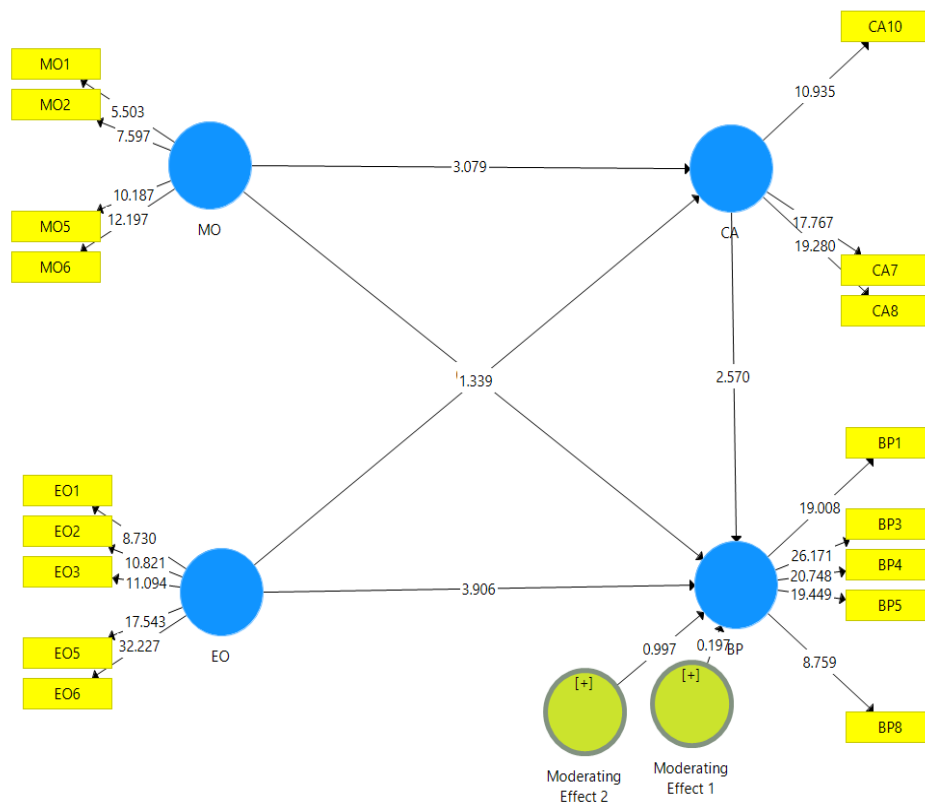 CA10
MO1
MO2
5.503
7.597
10.935
3.079
10.187
12.197
MO5
MO6
MO
CA
17.767
19.280
CA7
CA8
1.339
2.570
BP1
EO1
EO2
EO3
8.730
10.821
11.094
19.008
BP3
26.171
BP4
20.748
19.449
BP5
3.906
17.543
32.227
EO5
EO6
EO
0.997
0.197
BP
8.759
BP8
[+]
[+]
Moderating
Effect 2
Moderating
Effect 1